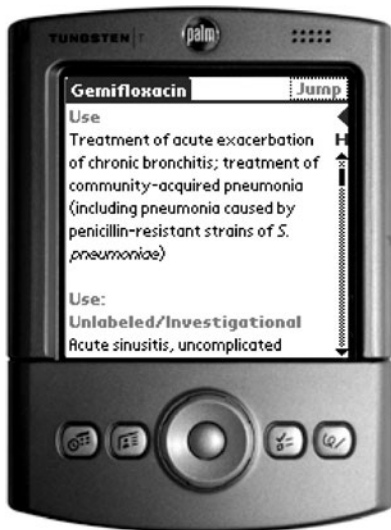 TUNGSTEN|T
palm
Gemifloxacin
Jump
Use
Treatment of acute exacerbation
H
of chronic bronchitis; treatment of
community-acquired pneumonia
(including pneumonia caused by
penicillin-resistant strains of S.
pneumoniae)
Use:
Unlabeled/Investigational
Acute sinusitis, uncomplicated